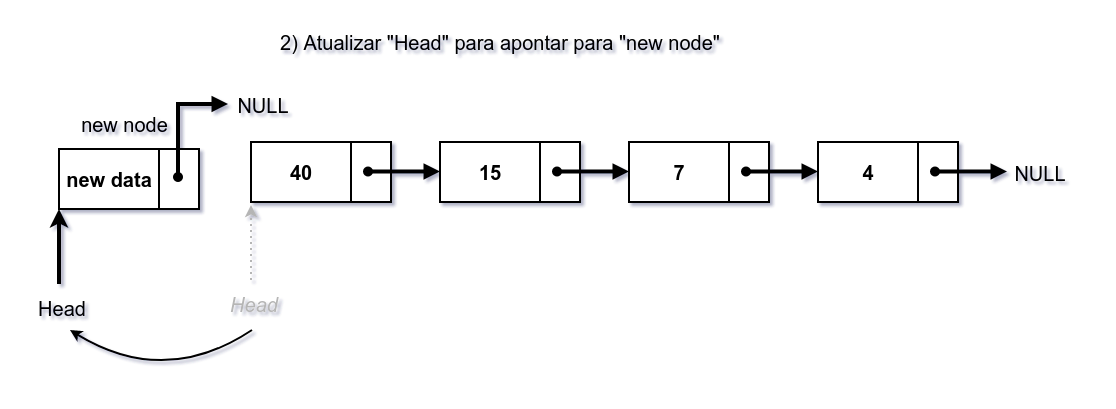 2) Atualizar "Head" para apontar para "new node"
NULL
new node
new data
40
15
7
4
NULL
Head
Head